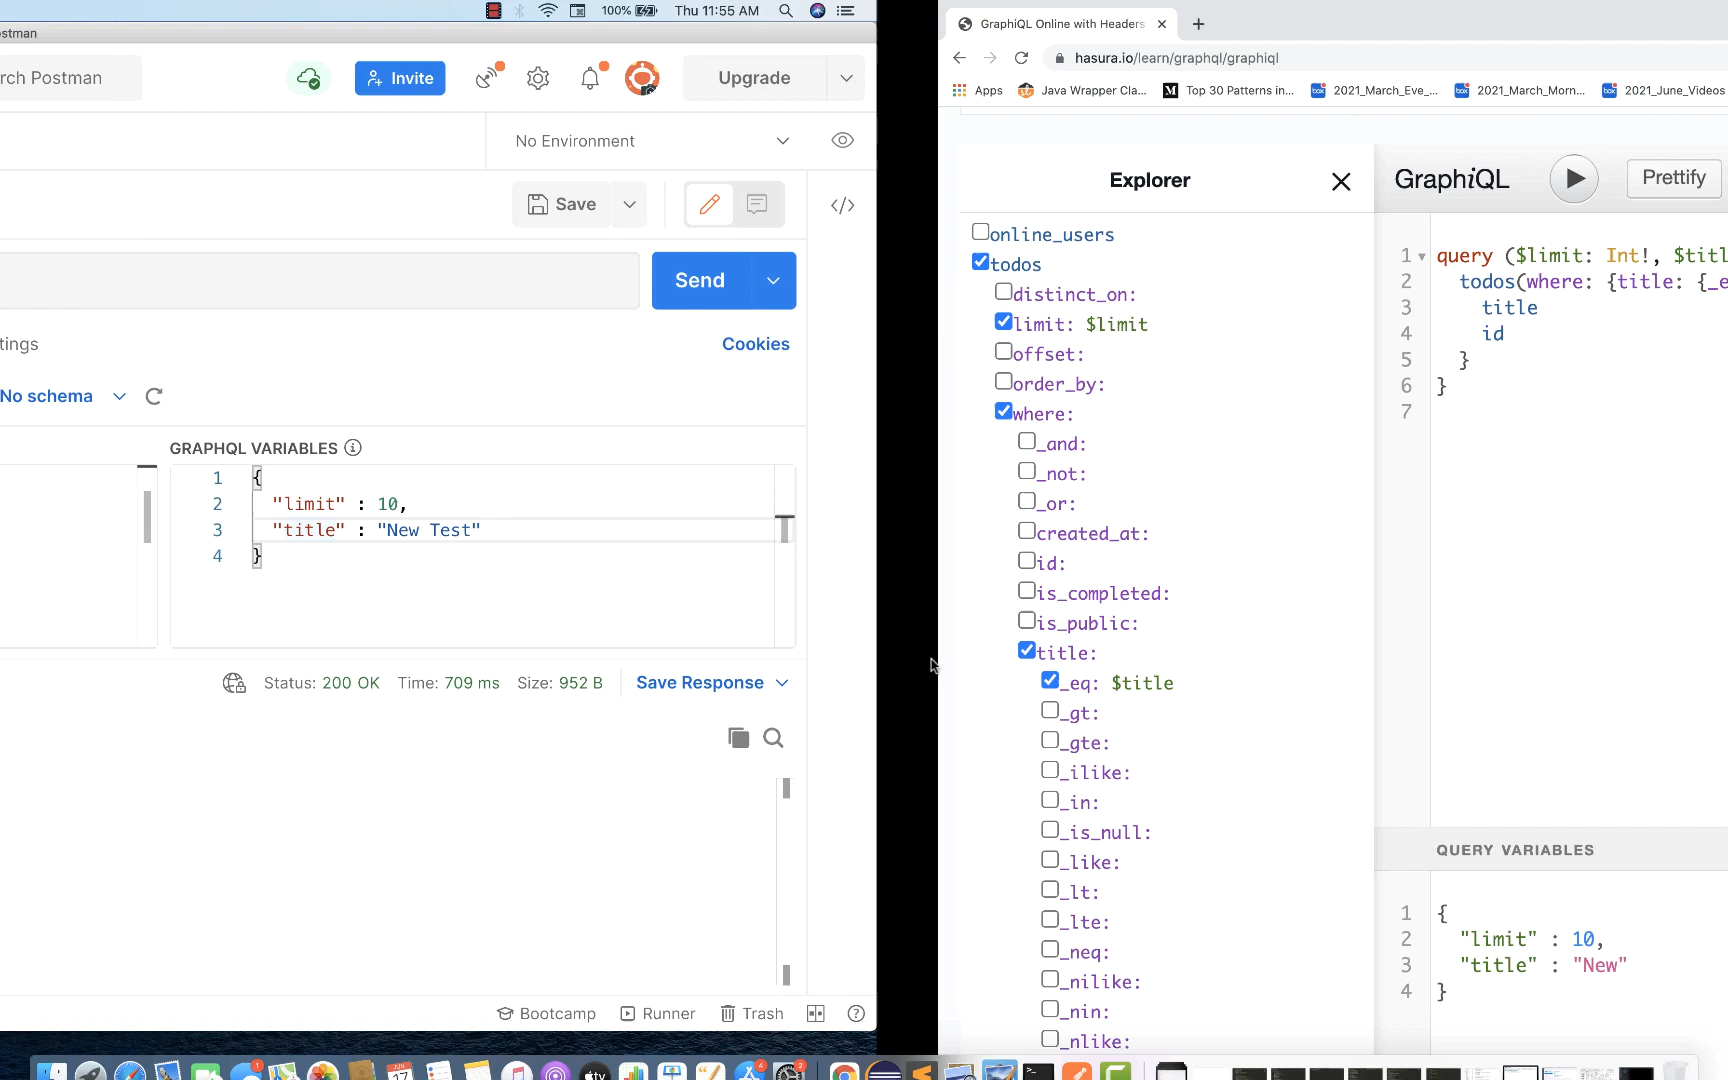 100%
Thu 11:55 AM
stman
rch Postman
Invite
Upgrade
No Environment
Save
</>
Send
tings
Cookies
No schema
GRAPHQL VARIABLES
1 {
2 "limit" : 10,
3 "title" : "New Test"
4 }
Status: 200 OK Time: 709 ms Size: 952 B
Save Response
Bootcamp
Runner
Trash
GraphiQL Online with Headers
hasura.io/learn/graphql/graphiql
Apps
Java Wrapper Cla...
Top 30 Patterns in...
2021_March_Eve_...
2021_March_Morn...
2021_June_Videos
Explorer
online_users
todos
distinct_on:
limit: $limit
offset:
order_by:
where:
_and:
_not:
_or:
created_at:
id:
is_completed:
is_public:
title:
_eq: $title
_gt:
_gte:
_ilike:
_in:
_is_null:
_like:
_lt:
_lte:
_neq:
_nilike:
_nin:
_nlike:
GraphiQL
Prettify
1 query ($limit: Int!, $titl
2 todos(where: {title: {_e
3 title
4 id
5 }
6 }
7
QUERY VARIABLES
1 {
2 "limit" : 10,
3 "title" : "New"
4 }